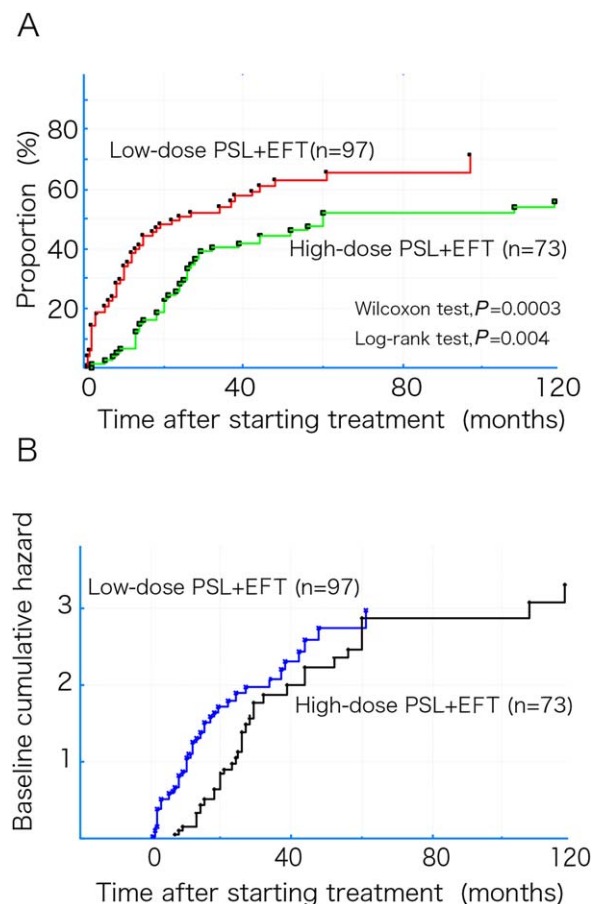 A
Proportion (%)
80
60
40
20
Low-dose PSL+EFT(n=97)
High-dose PSL+EFT (n=73)
Wilcoxon test,P=0.0003
Log-rank test,P=0.004
0
40
80
120
Time after starting treatment (months)
B
Baseline cumulative hazard
3
2
1
Low-dose PSL+EFT (n=97)
High-dose PSL+EFT (n=73)
0
40
80
120
Time after starting treatment (months)